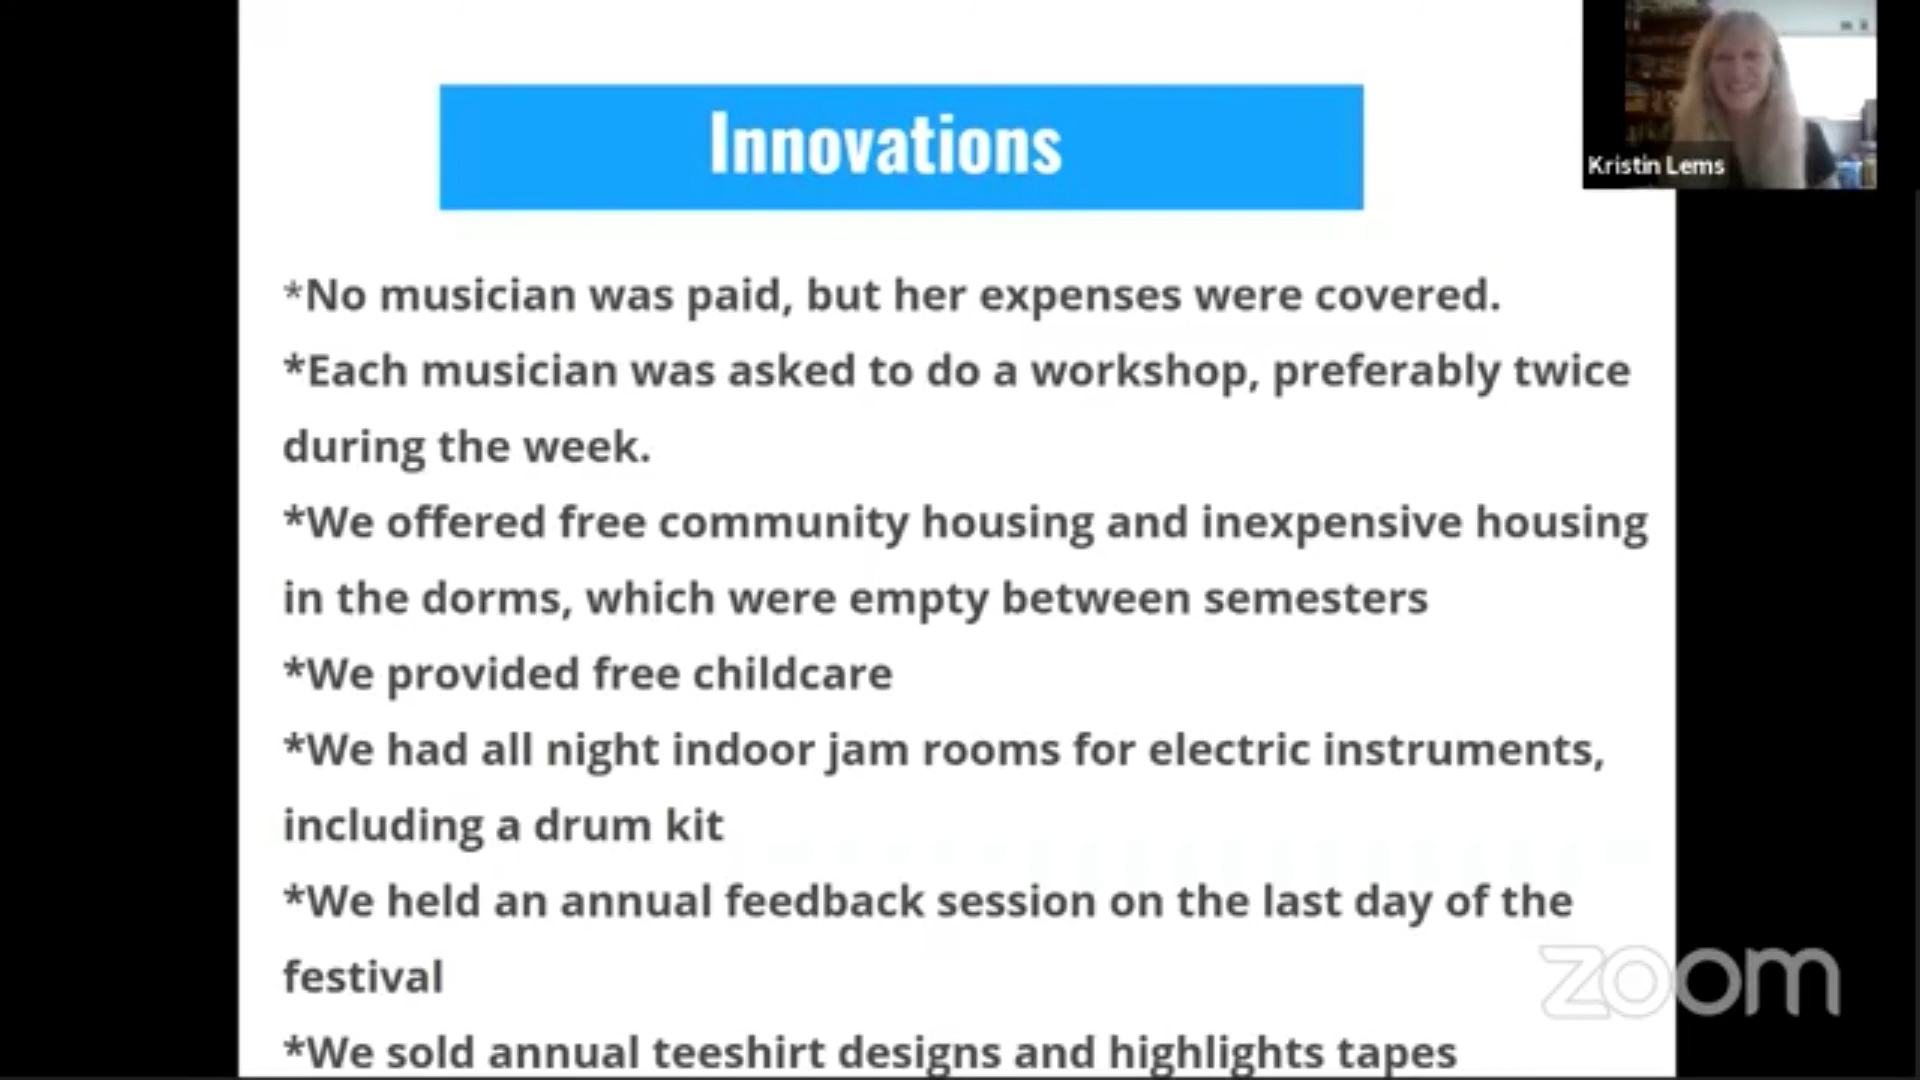 Innovations
Kristin Lems
*No musician was paid, but her expenses were covered.
*Each musician was asked to do a workshop, preferably twice
during the week.
*We offered free community housing and inexpensive housing
in the dorms, which were empty between semesters
*We provided free childcare
*We had all night indoor jam rooms for electric instruments,
including a drum kit
*We held an annual feedback session on the last day of the
festival
*We sold annual teeshirt designs and highlights tapes
zoom